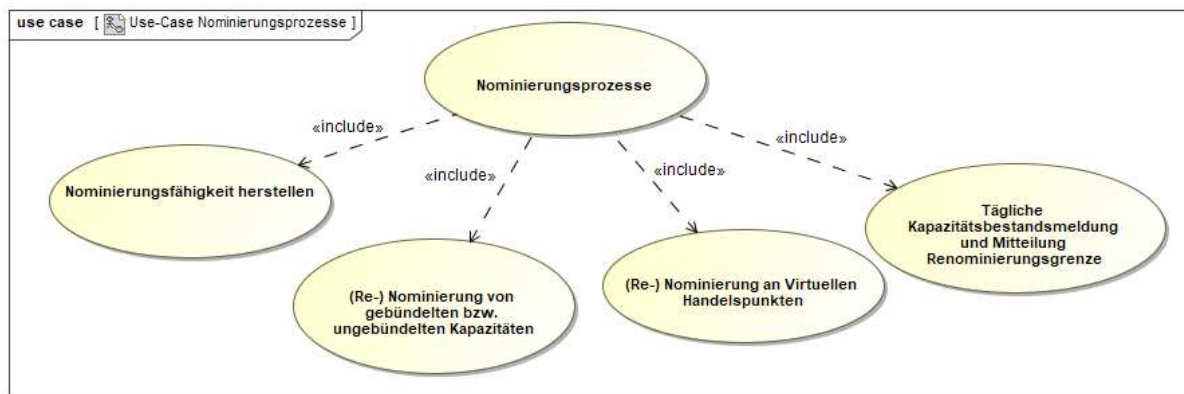 use case [ Use-Case Nominierungsprozesse ]
Nominierungsprozesse
«include»
«include»
«include»
«include»
Nominierungsfähigkeit herstellen
(Re-) Nominierung von
gebündelten bzw.
ungebündelten Kapazitäten
(Re-) Nominierung an Virtuellen
Handelspunkten
Tägliche
Kapazitätsbestandsmeldung
und Mitteilung
Renominierungsgrenze